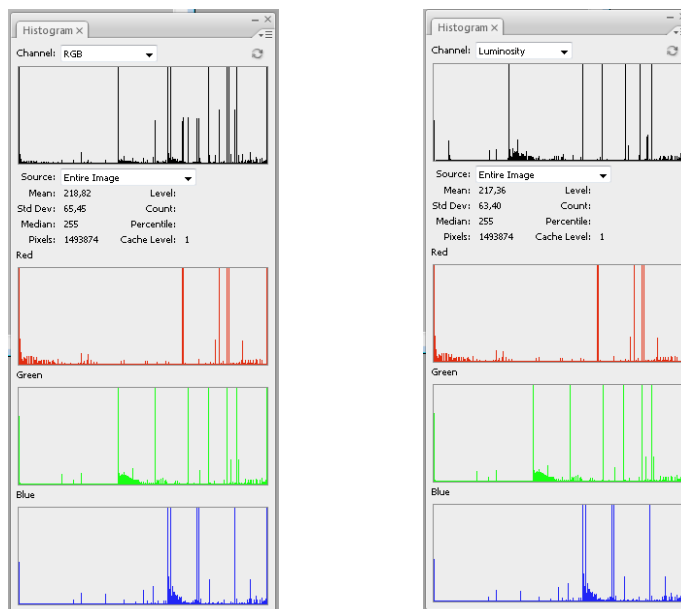 Histogram ×
Channel: RGB
Source: Entire Image
Mean: 218,82 Level:
Std Dev: 65,45 Count:
Median: 255 Percentile:
Pixels: 1493874 Cache Level: 1
Red
Green
Blue
Histogram ×
Channel: Luminosity
Source: Entire Image
Mean: 217,36 Level:
Std Dev: 63,40 Count:
Median: 255 Percentile:
Pixels: 1493874 Cache Level: 1
Red
Green
Blue